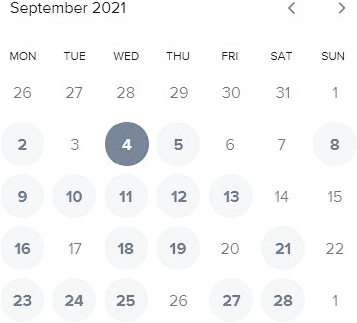 September 2021
MON TUE WED THU FRI SAT SUN
26 27 28 29 30 31 1
2 3 4 5 6 7 8
9 10 11 12 13 14 15
16 17 18 19 20 21 22
23 24 25 26 27 28 1